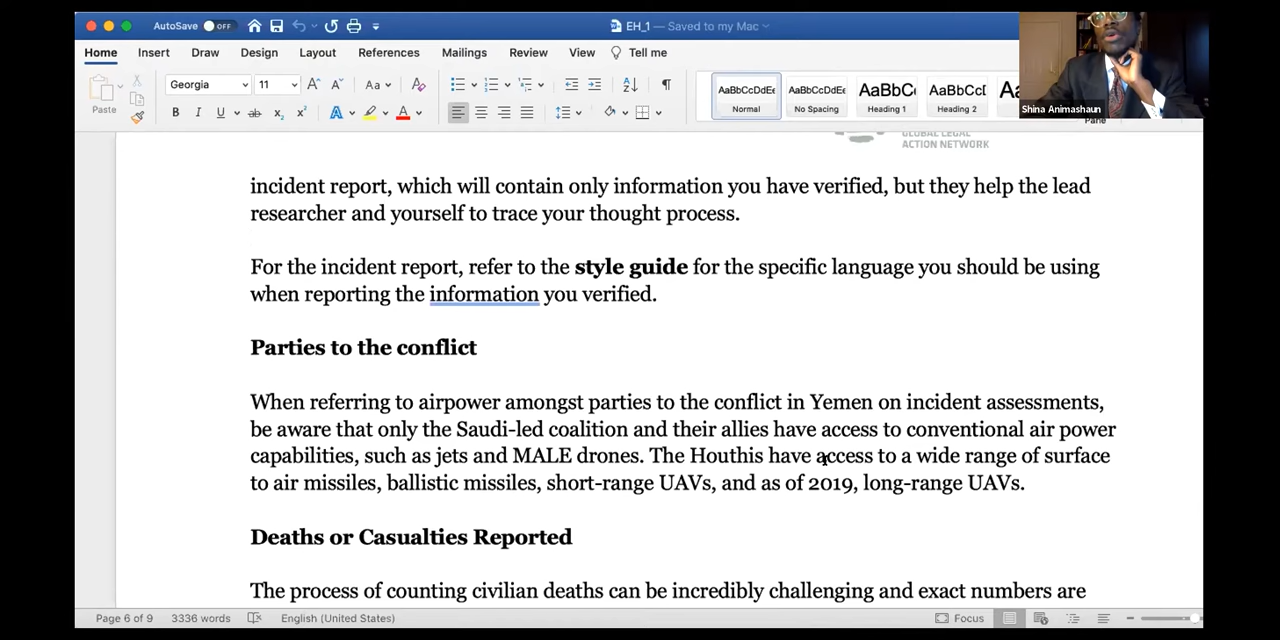 AutoSave OFF
EH_1 — Saved to my Mac
Home Insert Draw Design Layout References Mailings Review View Tell me
Paste
Georgia 11
Aa
B I U ab x₂ x² A A
AaBbCcDdEe AaBbCcDdEe AaBbC AaBbCcD
Normal No Spacing Heading 1 Heading 2
Pane
Shina Animashaun
GLOBAL LEGAL
ACTION NETWORK
incident report, which will contain only information you have verified, but they help the lead
researcher and yourself to trace your thought process.
For the incident report, refer to the style guide for the specific language you should be using
when reporting the information you verified.
Parties to the conflict
When referring to airpower amongst parties to the conflict in Yemen on incident assessments,
be aware that only the Saudi-led coalition and their allies have access to conventional air power
capabilities, such as jets and MALE drones. The Houthis have access to a wide range of surface
to air missiles, ballistic missiles, short-range UAVs, and as of 2019, long-range UAVs.
Deaths or Casualties Reported
The process of counting civilian deaths can be incredibly challenging and exact numbers are
Page 6 of 9 3336 words English (United States) Focus